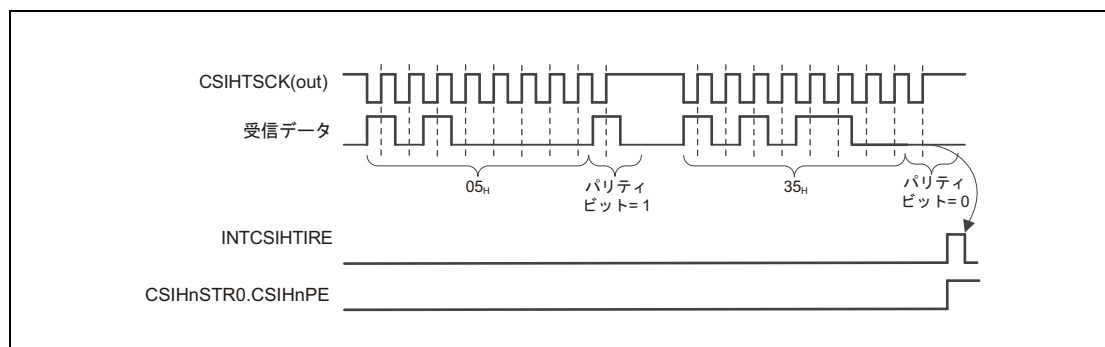 CSIHTSCK(out)
受信データ
05H
パリティ
ビット= 1
35H
パリティ
ビット= 0
INTCSIHTIRE
CSIHnSTR0.CSIHnPE